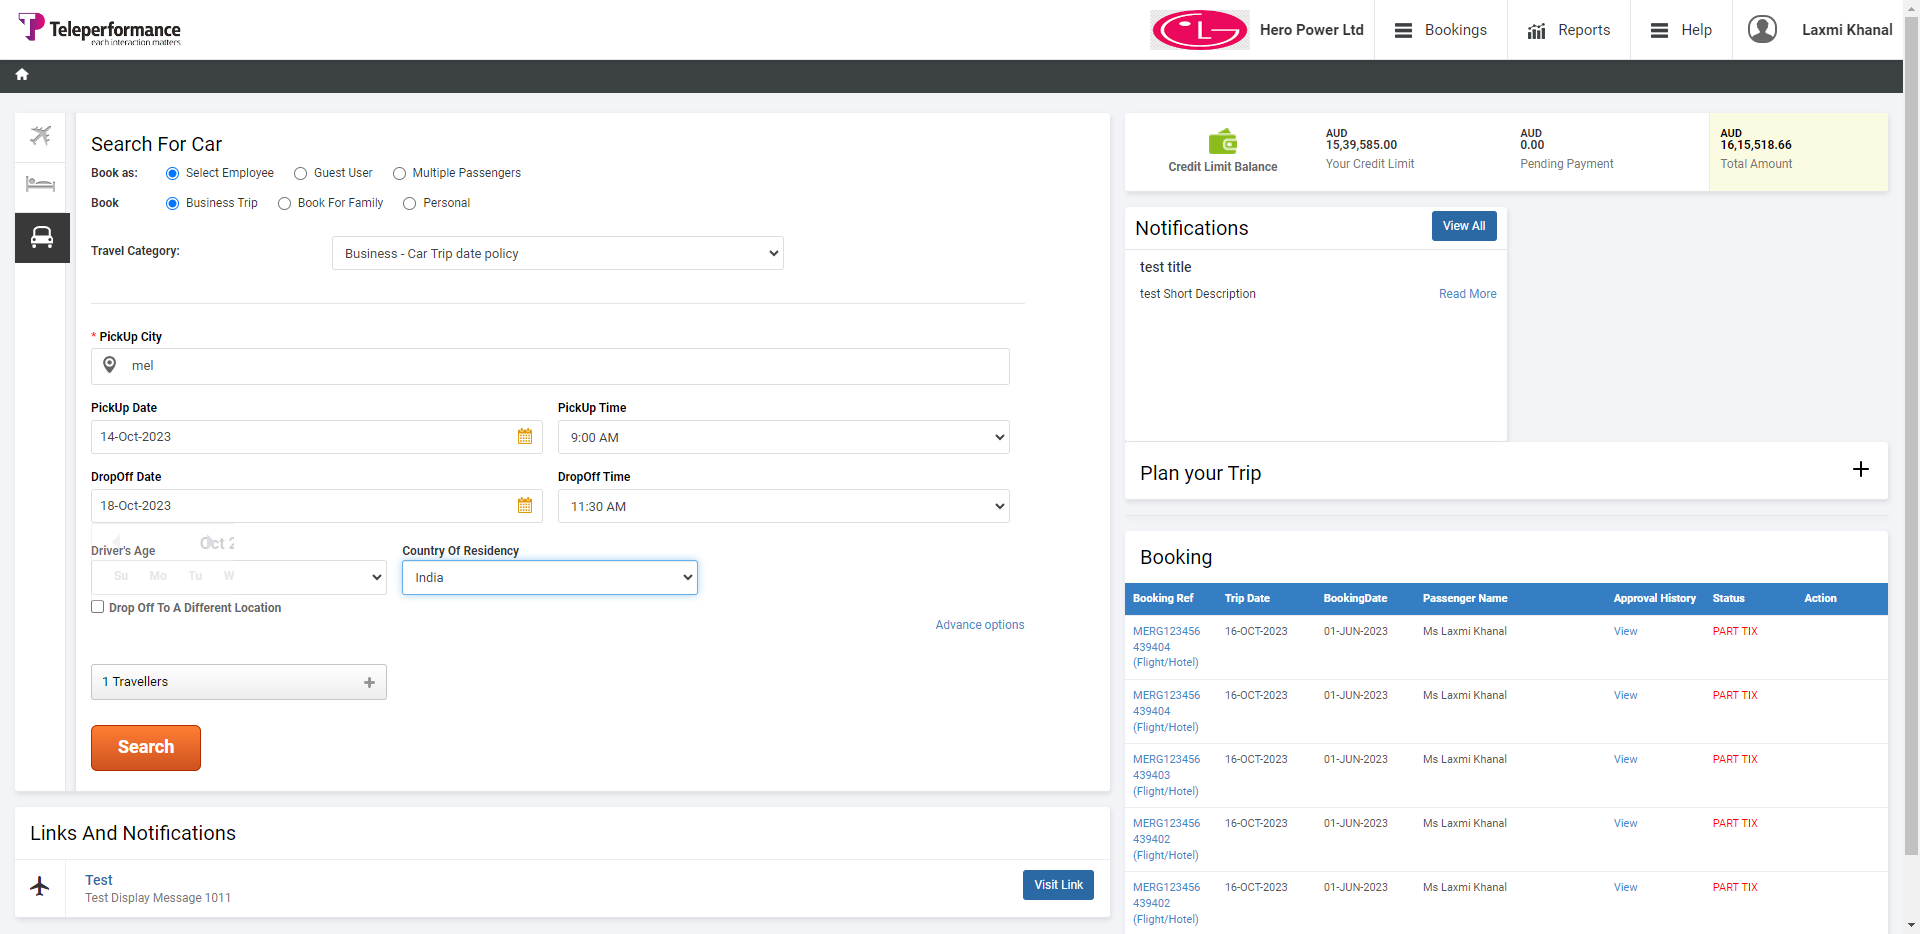 Teleperformance
each interaction matters
LG
Hero Power Ltd
Bookings
Reports
Help
Laxmi Khanal
Search For Car
Book as:
Select Employee
Guest User
Multiple Passengers
Book
Business Trip
Book For Family
Personal
Travel Category:
Business - Car Trip date policy
* PickUp City
mel
PickUp Date
PickUp Time
14-Oct-2023
9:00 AM
DropOff Date
DropOff Time
18-Oct-2023
11:30 AM
Oct 2
Driver's Age
Country Of Residency
Su Mo Tu W
India
Drop Off To A Different Location
Advance options
1 Travellers
Search
Links And Notifications
Test
Test Display Message 1011
Visit Link
Credit Limit Balance
AUD
15,39,585.00
Your Credit Limit
AUD
0.00
Pending Payment
AUD
16,15,518.66
Total Amount
Notifications
View All
test title
test Short Description
Read More
Plan your Trip
Booking
Booking Ref Trip Date BookingDate Passenger Name Approval History Status Action
MERG123456 16-OCT-2023 01-JUN-2023 Ms Laxmi Khanal View PART TIX
439404
(Flight/Hotel)
MERG123456 16-OCT-2023 01-JUN-2023 Ms Laxmi Khanal View PART TIX
439404
(Flight/Hotel)
MERG123456 16-OCT-2023 01-JUN-2023 Ms Laxmi Khanal View PART TIX
439403
(Flight/Hotel)
MERG123456 16-OCT-2023 01-JUN-2023 Ms Laxmi Khanal View PART TIX
439402
(Flight/Hotel)
MERG123456 16-OCT-2023 01-JUN-2023 Ms Laxmi Khanal View PART TIX
439402
(Flight/Hotel)